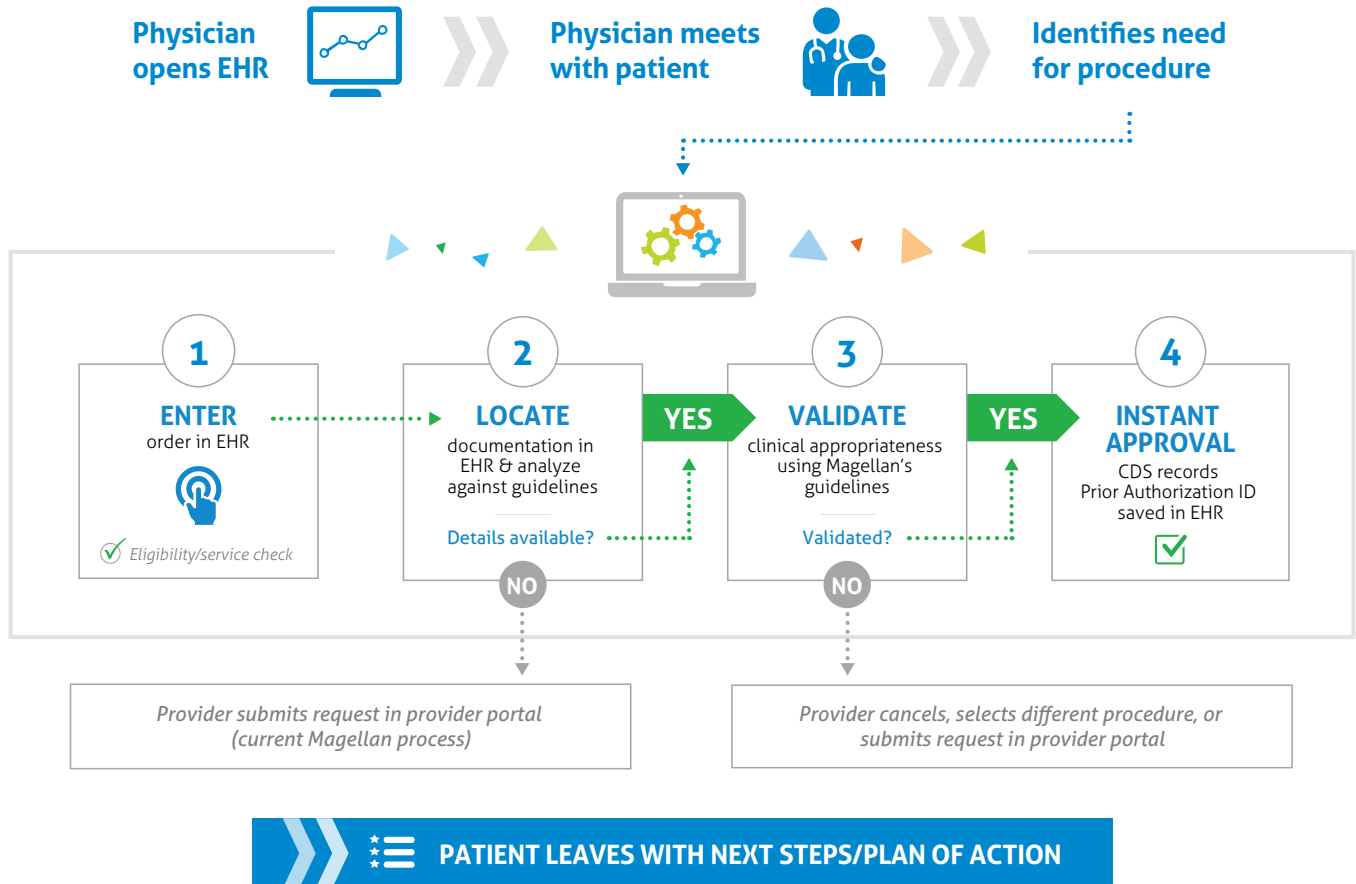 Physician
opens EHR
Physician meets
with patient
Identifies need
for procedure
1
ENTER
order in EHR
Eligibility/service check
2
LOCATE
documentation in
EHR & analyze
against guidelines
Details available?
NO
YES
3
VALIDATE
clinical appropriateness
using Magellan's
guidelines
Validated?
NO
YES
4
INSTANT
APPROVAL
CDS records
Prior Authorization ID
saved in EHR
Provider submits request in provider portal
(current Magellan process)
Provider cancels, selects different procedure, or
submits request in provider portal
PATIENT LEAVES WITH NEXT STEPS/PLAN OF ACTION